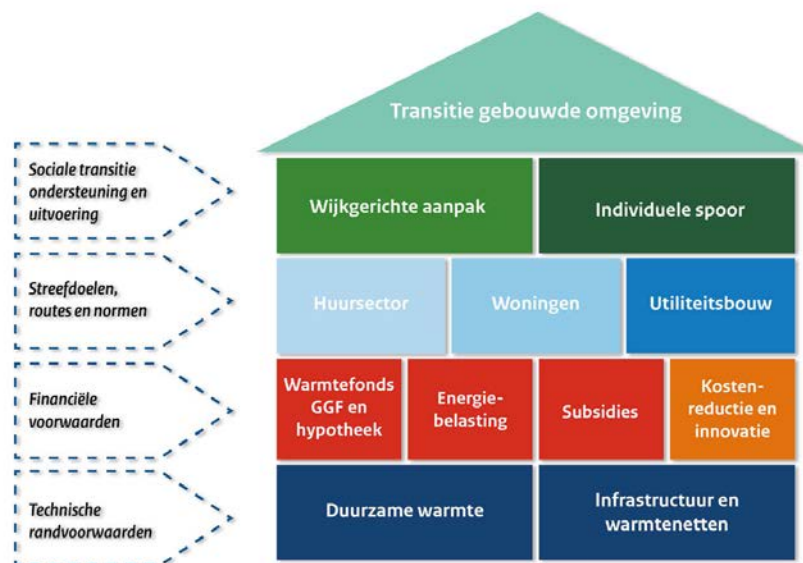 Transitie gebouwde omgeving
Sociale transitie
ondersteuning en
uitvoering
Wijkgerichte aanpak
Individuele spoor
Streefdoelen,
routes en normen
Huursector
Woningen
Utiliteitsbouw
Financiële
voorwaarden
Warmtefonds
GGF en
hypotheek
Energie-
belasting
Subsidies
Kosten-
reductie en
innovatie
Technische
randvoorwaarden
Duurzame warmte
Infrastructuur en
warmtenetten